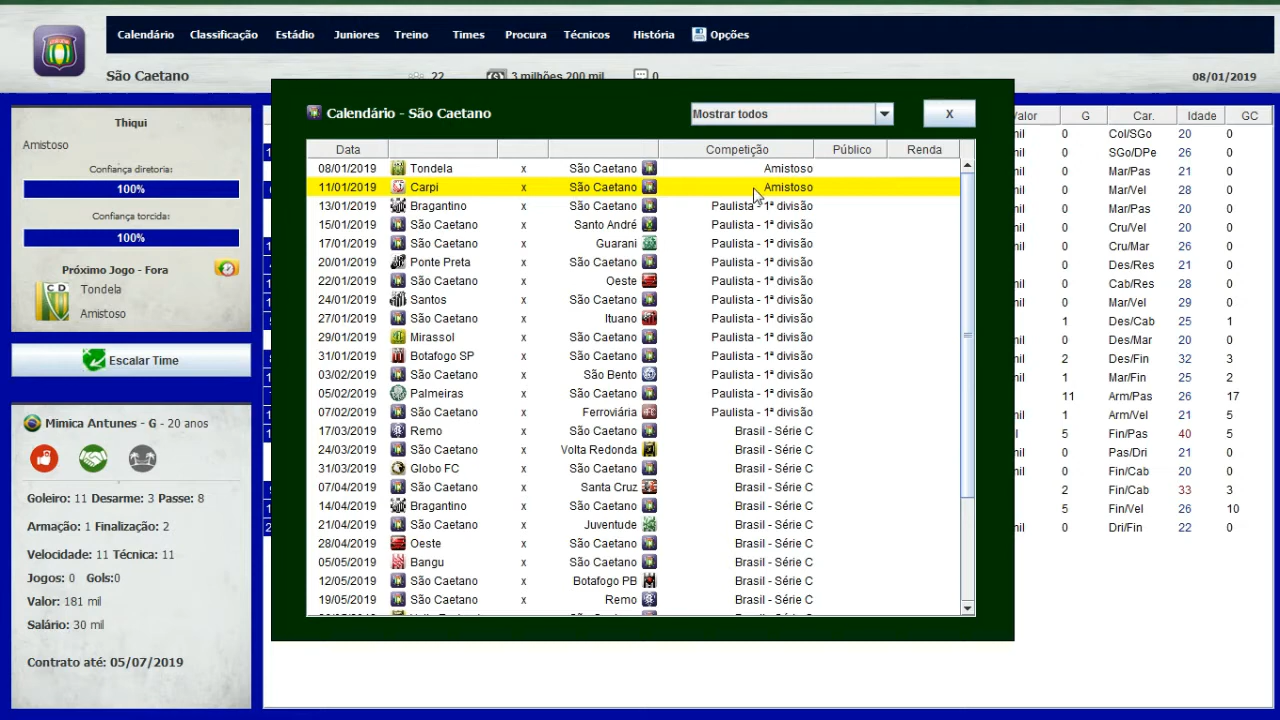 Calendário Classificação Estádio Juniores Treino Times Procura Técnicos História Opções
São Caetano 22 3 milhões 200 mil 0 08/01/2019
Thiqui
Amistoso
Confiança diretoria:
100%
Confiança torcida:
100%
Próximo Jogo - Fora
Tondela
Amistoso
Escalar Time
Mimica Antunes - G - 20 anos
Goleiro: 11 Desarme: 3 Passe: 8
Armação: 1 Finalização: 2
Velocidade: 11 Técnica: 11
Jogos: 0 Gols:0
Valor: 181 mil
Salário: 30 mil
Contrato até: 05/07/2019
Calendário - São Caetano Mostrar todos X
Data Competição Público Renda
08/01/2019 Tondela x São Caetano Amistoso
11/01/2019 Carpi x São Caetano Amistoso
13/01/2019 Bragantino x São Caetano Paulista - 1ª divisão
15/01/2019 São Caetano x Santo André Paulista - 1ª divisão
17/01/2019 São Caetano x Guarani Paulista - 1ª divisão
20/01/2019 Ponte Preta x São Caetano Paulista - 1ª divisão
22/01/2019 São Caetano x Oeste Paulista - 1ª divisão
24/01/2019 Santos x São Caetano Paulista - 1ª divisão
27/01/2019 São Caetano x Ituano Paulista - 1ª divisão
29/01/2019 Mirassol x São Caetano Paulista - 1ª divisão
31/01/2019 Botafogo SP x São Caetano Paulista - 1ª divisão
03/02/2019 São Caetano x São Bento Paulista - 1ª divisão
05/02/2019 Palmeiras x São Caetano Paulista - 1ª divisão
07/02/2019 São Caetano x Ferroviária Paulista - 1ª divisão
17/03/2019 Remo x São Caetano Brasil - Série C
24/03/2019 São Caetano x Volta Redonda Brasil - Série C
31/03/2019 Globo FC x São Caetano Brasil - Série C
07/04/2019 São Caetano x Santa Cruz Brasil - Série C
14/04/2019 Bragantino x São Caetano Brasil - Série C
21/04/2019 São Caetano x Juventude Brasil - Série C
28/04/2019 Oeste x São Caetano Brasil - Série C
05/05/2019 Bangu x São Caetano Brasil - Série C
12/05/2019 São Caetano x Botafogo PB Brasil - Série C
19/05/2019 São Caetano x Remo Brasil - Série C
G Car. Idade GC
0 Col/SGo 20 0
0 SGo/DPe 26 0
0 Mar/Pas 21 0
0 Mar/Vel 28 0
0 Mar/Pas 20 0
0 Cru/Vel 20 0
0 Cru/Mar 26 0
0 Des/Res 21 0
0 Cab/Res 28 0
0 Mar/Vel 29 0
1 Des/Cab 25 1
0 Des/Mar 20 0
2 Des/Fin 32 3
1 Mar/Fin 25 2
11 Arm/Pas 26 17
1 Arm/Vel 21 5
5 Fin/Pas 40 5
0 Pas/Dri 21 0
0 Fin/Cab 20 0
2 Fin/Cab 33 3
5 Fin/Vel 26 10
0 Dri/Fin 22 0